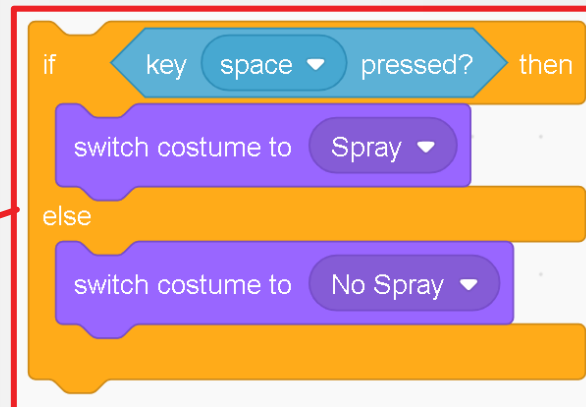 if key space pressed? then
switch costume to Spray
else
switch costume to No Spray